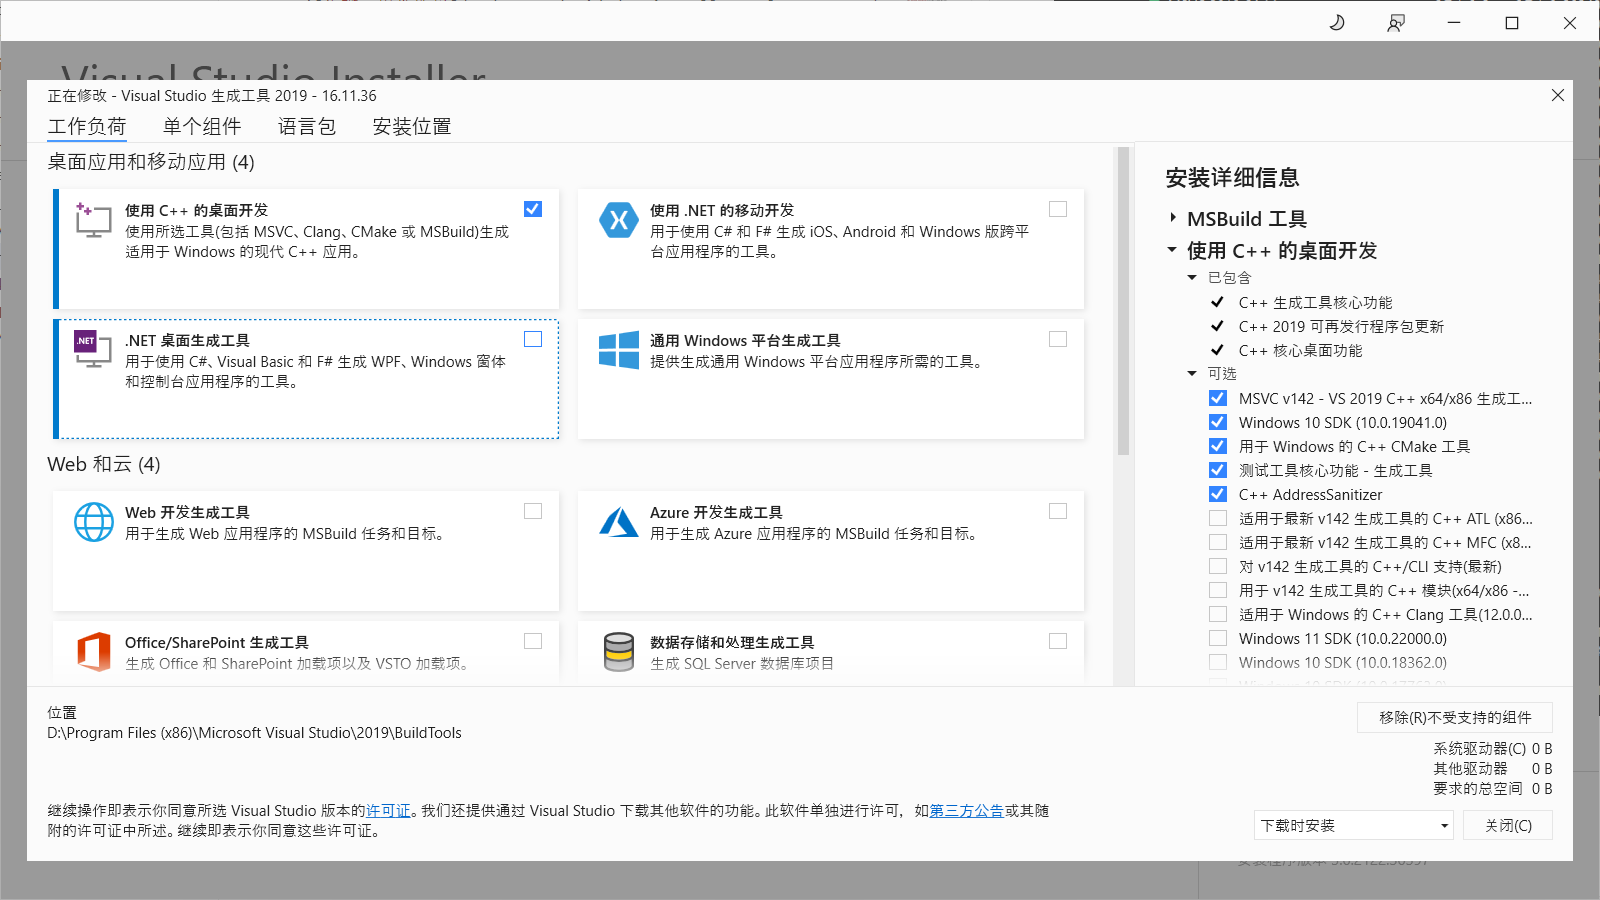 Visual Studio Installer
正在修改 - Visual Studio 生成工具 2019 - 16.11.36
工作负荷 单个组件 语言包 安装位置
桌面应用和移动应用 (4)
使用 C++ 的桌面开发
使用所选工具(包括 MSVC、Clang、CMake 或 MSBuild)生成
适用于 Windows 的现代 C++ 应用。
使用 .NET 的移动开发
用于使用 C# 和 F# 生成 iOS、Android 和 Windows 版跨平
台应用程序的工具。
.NET
.NET 桌面生成工具
用于使用 C#、Visual Basic 和 F# 生成 WPF、Windows 窗体
和控制台应用程序的工具。
通用 Windows 平台生成工具
提供生成通用 Windows 平台应用程序所需的工具。
Web 和云 (4)
Web 开发生成工具
用于生成 Web 应用程序的 MSBuild 任务和目标。
Azure 开发生成工具
用于生成 Azure 应用程序的 MSBuild 任务和目标。
Office/SharePoint 生成工具
生成 Office 和 SharePoint 加载项以及 VSTO 加载项。
数据存储和处理生成工具
生成 SQL Server 数据库项目
安装详细信息
MSBuild 工具
使用 C++ 的桌面开发
已包含
C++ 生成工具核心功能
C++ 2019 可再发行程序包更新
C++ 核心桌面功能
可选
MSVC v142 - VS 2019 C++ x64/x86 生成工...
Windows 10 SDK (10.0.19041.0)
用于 Windows 的 C++ CMake 工具
测试工具核心功能 - 生成工具
C++ AddressSanitizer
适用于最新 v142 生成工具的 C++ ATL (x86...
适用于最新 v142 生成工具的 C++ MFC (x8...
对 v142 生成工具的 C++/CLI 支持(最新)
用于 v142 生成工具的 C++ 模块(x64/x86 -...
适用于 Windows 的 C++ Clang 工具(12.0.0...
Windows 11 SDK (10.0.22000.0)
Windows 10 SDK (10.0.18362.0)
Windows 10 SDK (10.0.17763.0)
位置
D:\Program Files (x86)\Microsoft Visual Studio\2019\BuildTools
移除(R)不受支持的组件
系统驱动器(C) 0 B
其他驱动器 0 B
要求的总空间 0 B
继续操作即表示你同意所选 Visual Studio 版本的许可证。我们还提供通过 Visual Studio 下载其他软件的功能。此软件单独进行许可，如第三方公告或其随
附的许可证中所述。继续即表示你同意这些许可证。
下载时安装
关闭(C)